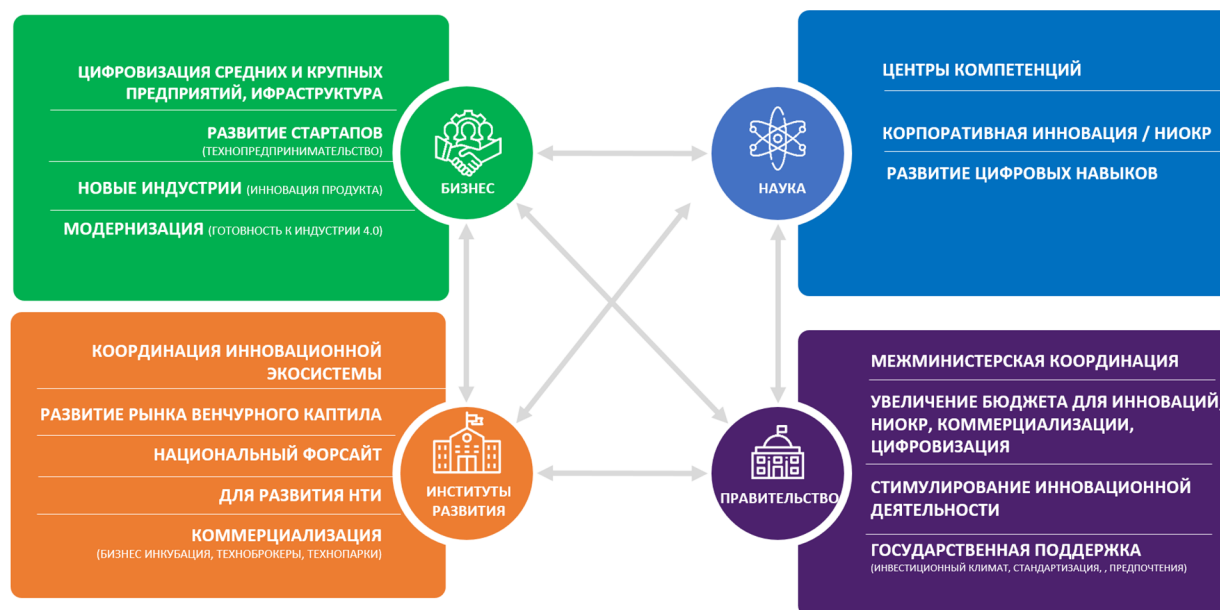 ЦИФРОВИЗАЦИЯ СРЕДНИХ И КРУПНЫХ
ПРЕДПРИЯТИЙ, ИФРАСТРУКТУРА
РАЗВИТИЕ СТАРТАПОВ
(ТЕХНОПРЕДПРИНИМАТЕЛЬСТВО)
НОВЫЕ ИНДУСТРИИ (ИННОВАЦИЯ ПРОДУКТА)
МОДЕРНИЗАЦИЯ (ГОТОВНОСТЬ К ИНДУСТРИИ 4.0)
БИЗНЕС
НАУКА
ЦЕНТРЫ КОМПЕТЕНЦИЙ
КОРПОРАТИВНАЯ ИННОВАЦИЯ / НИОКР
РАЗВИТИЕ ЦИФРОВЫХ НАВЫКОВ
КООРДИНАЦИЯ ИННОВАЦИОННОЙ
ЭКОСИСТЕМЫ
РАЗВИТИЕ РЫНКА ВЕНЧУРНОГО КАПТИЛА
НАЦИОНАЛЬНЫЙ ФОРСАЙТ
ДЛЯ РАЗВИТИЯ НТИ
КОММЕРЦИАЛИЗАЦИЯ
(БИЗНЕС ИНКУБАЦИЯ, ТЕХНОБРОКЕРЫ, ТЕХНОПАРКИ)
ИНСТИТУТЫ
РАЗВИТИЯ
ПРАВИТЕЛЬСТВО
МЕЖМИНИСТЕРСКАЯ КООРДИНАЦИЯ
УВЕЛИЧЕНИЕ БЮДЖЕТА ДЛЯ ИННОВАЦИЙ,
НИОКР, КОММЕРЦИАЛИЗАЦИИ,
ЦИФРОВИЗАЦИЯ
СТИМУЛИРОВАНИЕ ИННОВАЦИОННОЙ
ДЕЯТЕЛЬНОСТИ
ГОСУДАРСТВЕННАЯ ПОДДЕРЖКА
(ИНВЕСТИЦИОННЫЙ КЛИМАТ, СТАНДАРТИЗАЦИЯ, , ПРЕДПОЧТЕНИЯ)